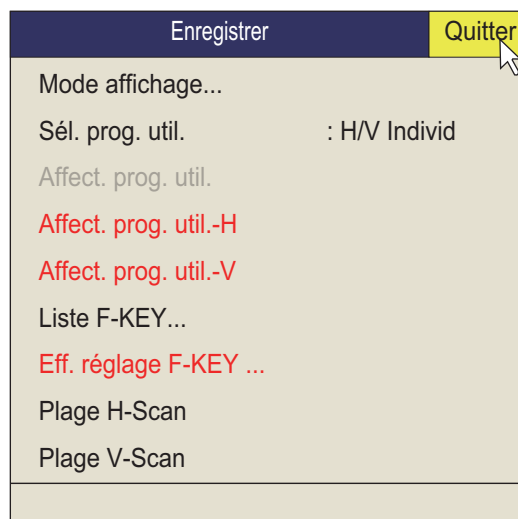 Enregistrer Quitter
Mode affichage...
Sél. prog. util. : H/V Individ
Affect. prog. util.
Affect. prog. util.-H
Affect. prog. util.-V
Liste F-KEY...
Eff. réglage F-KEY ...
Plage H-Scan
Plage V-Scan